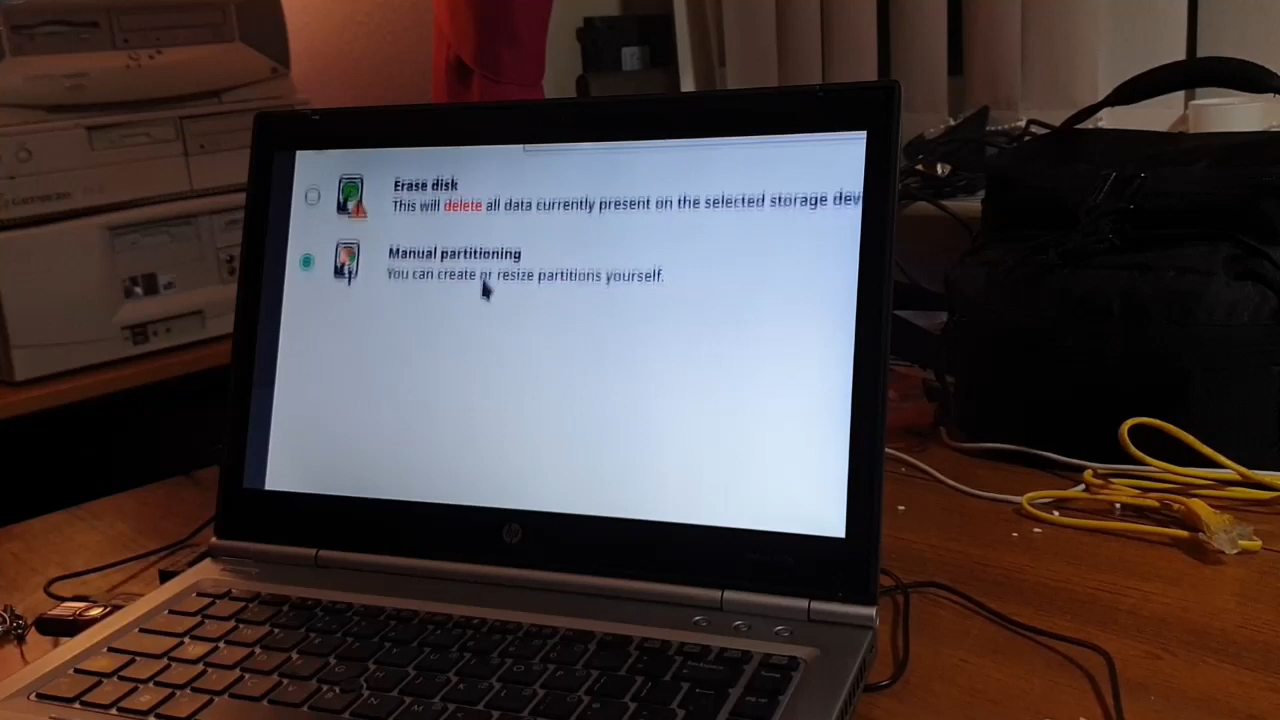 Erase disk
This will delete all data currently present on the selected storage dev
Manual partitioning
You can create or resize partitions yourself.
hp